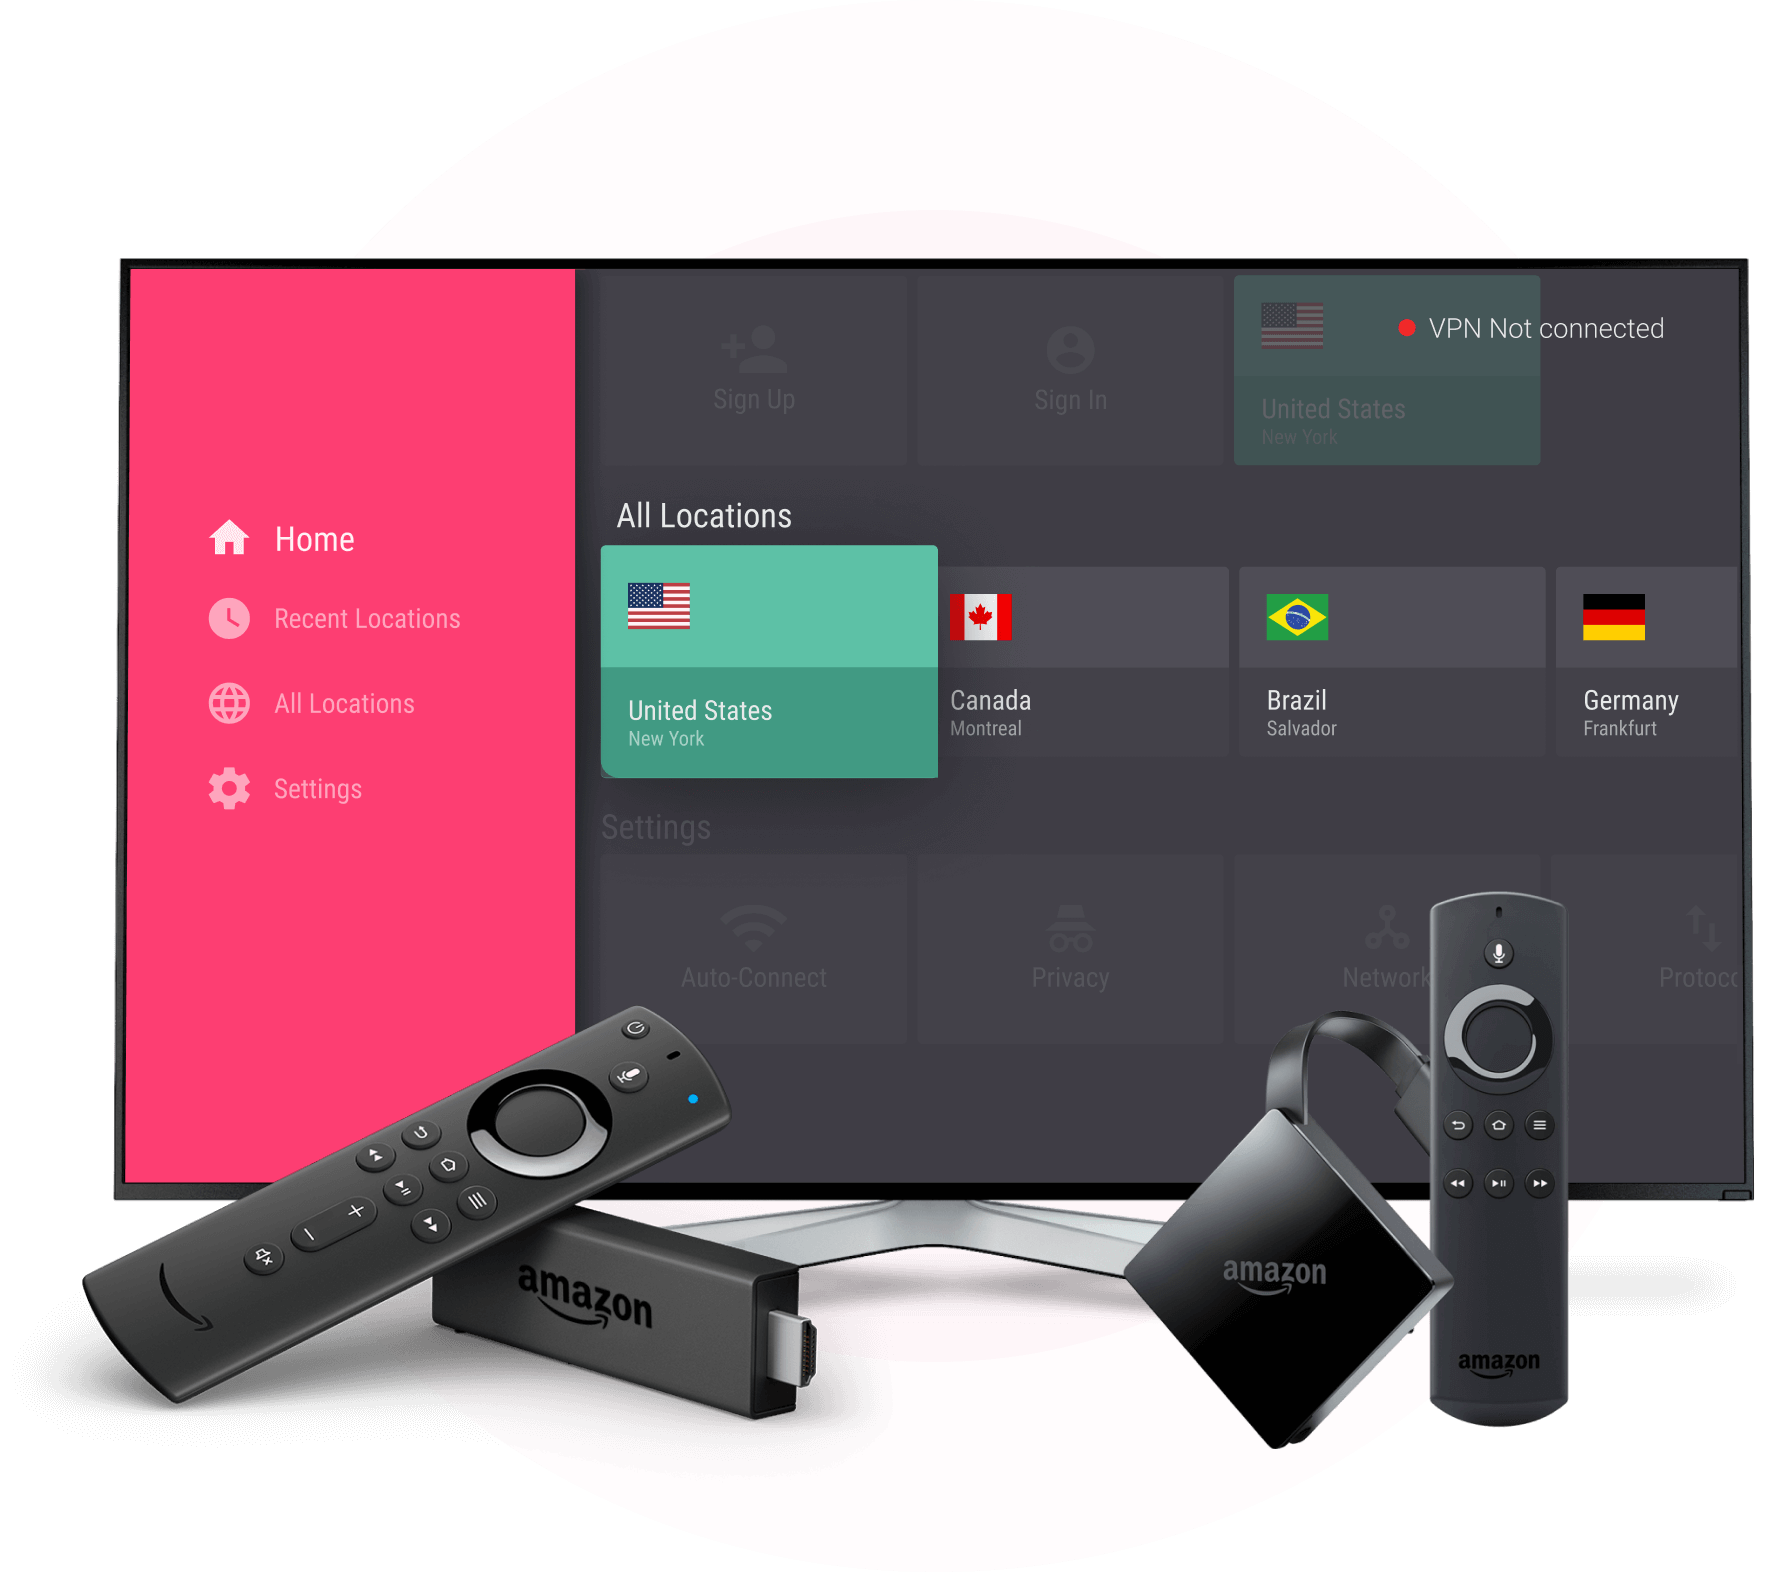 Sign Up
Sign In
United States
New York
VPN Not connected
Home
Recent Locations
All Locations
Settings
All Locations
United States
New York
Canada
Montreal
Brazil
Salvador
Germany
Frankfurt
Settings
Auto-Connect
Privacy
Network
Protoco
amazon
amazon
amazon